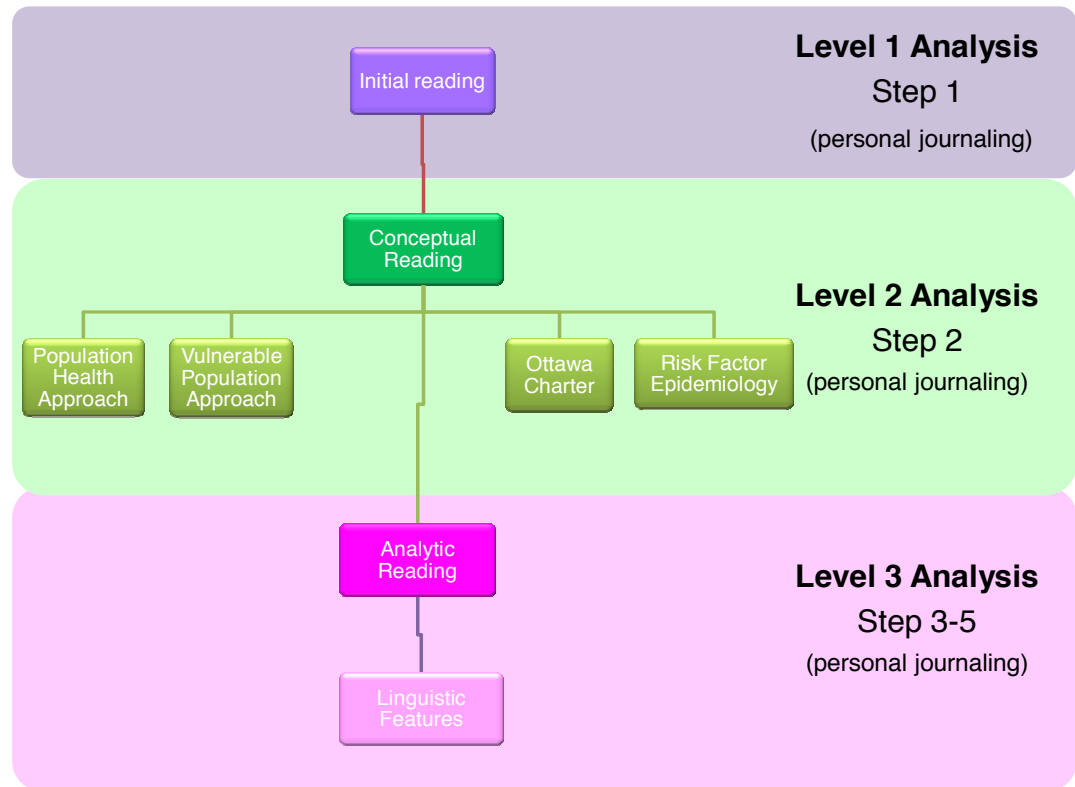 Level 1 Analysis
Step 1
(personal journaling)
Initial reading
Conceptual
Reading
Level 2 Analysis
Step 2
(personal journaling)
Population
Health
Approach
Vulnerable
Population
Approach
Ottawa
Charter
Risk Factor
Epidemiology
Analytic
Reading
Level 3 Analysis
Step 3-5
(personal journaling)
Linguistic
Features